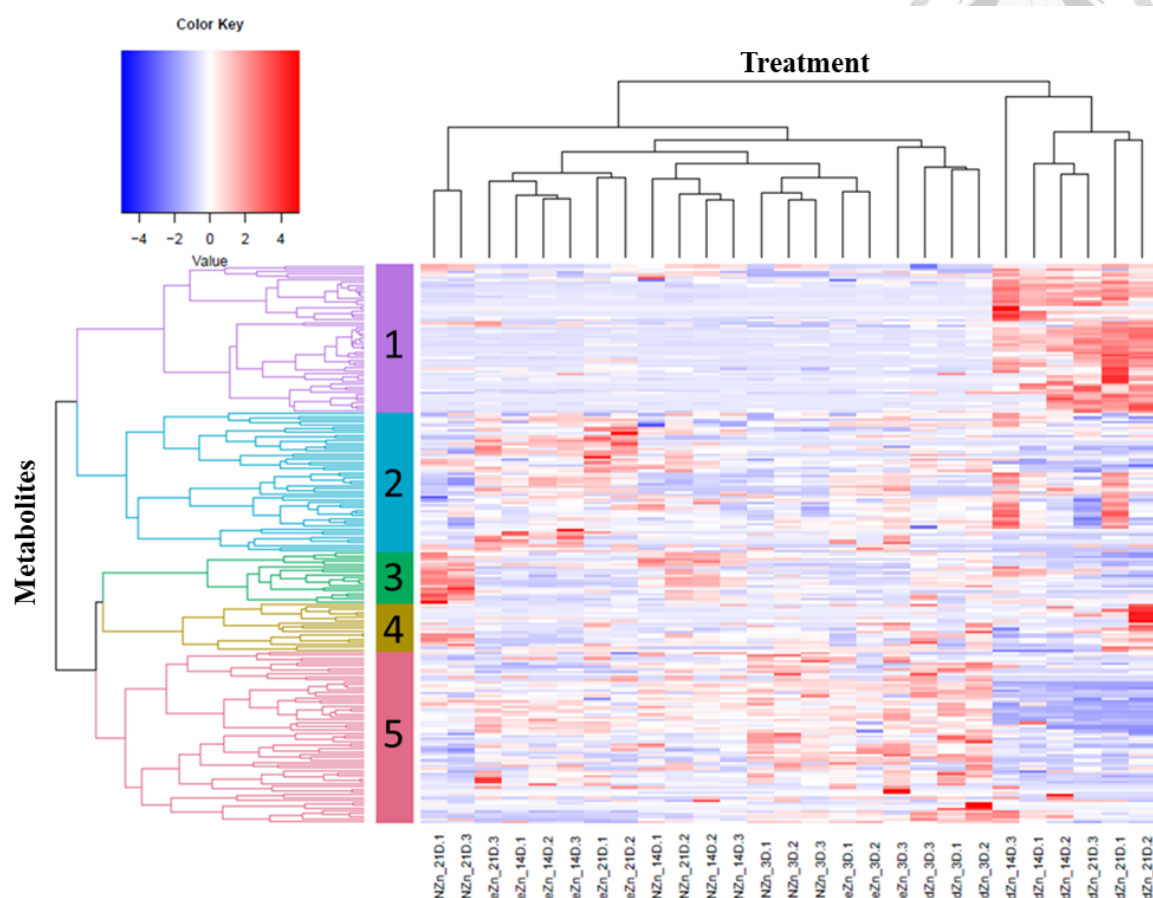 Color Key
−4 −2 0 2 4
Value
Treatment
Metabolites
1
2
3
4
5
NZn_21D.1
NZn_21D.3
eZn_14D.1
eZn_14D.2
eZn_14D.3
eZn_21D.1
eZn_21D.2
NZn_14D.1
NZn_21D.2
NZn_14D.2
NZn_14D.3
NZn_3D.1
NZn_3D.2
NZn_3D.3
eZn_3D.1
eZn_3D.2
eZn_3D.3
dZn_3D.3
dZn_3D.1
dZn_3D.2
dZn_14D.3
dZn_14D.1
dZn_14D.2
dZn_21D.3
dZn_21D.1
dZn_21D.2